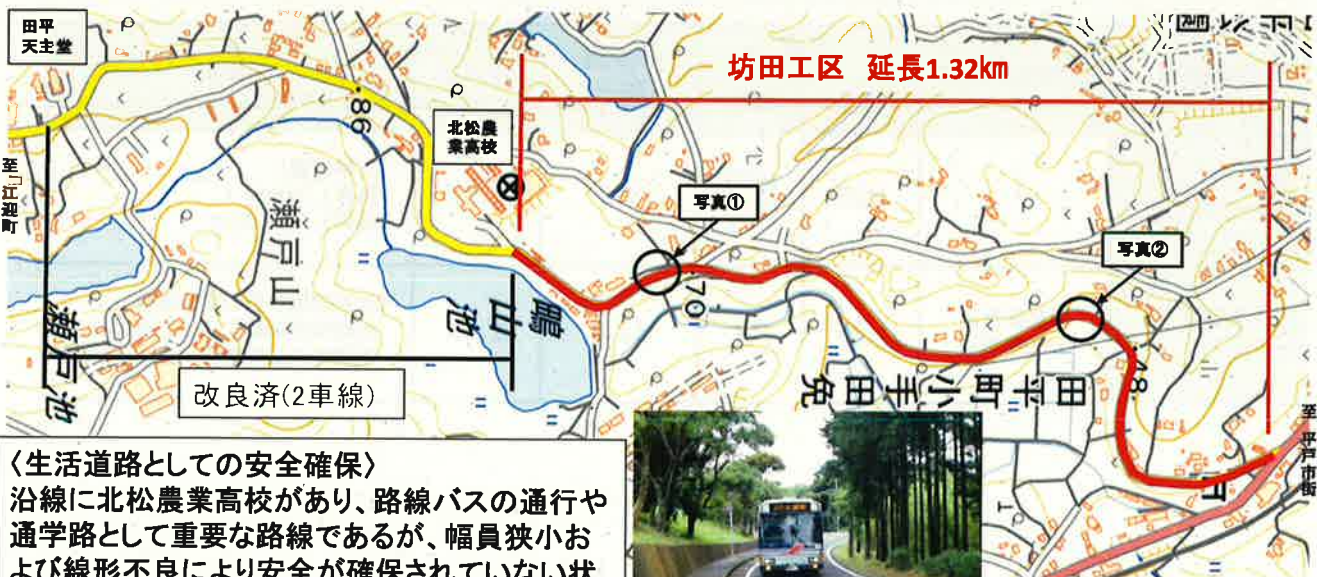 田平
天主堂
坊田工区 延長1.32km
86
北松農
業高校
至 江迎町
写真①
写真②
瀬戸山
70
鴨山池
瀬戸池
48
改良済(2車線)
田平町小手田免
至 平戸市街
〈生活道路としての安全確保〉
沿線に北松農業高校があり、路線バスの通行や
通学路として重要な路線であるが、幅員狭小お
よび線形不良により安全が確保されていない状